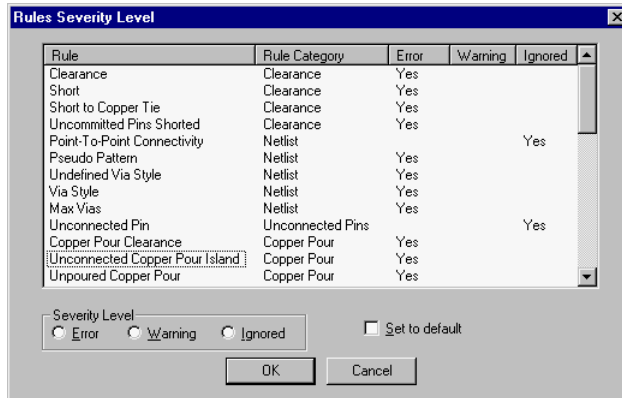 Rules Severity Level
Rule Rule Category Error Warning Ignored
Clearance Clearance Yes
Short Clearance Yes
Short to Copper Tie Clearance Yes
Uncommitted Pins Shorted Clearance Yes
Point-To-Point Connectivity Netlist Yes
Pseudo Pattern Netlist Yes
Undefined Via Style Netlist Yes
Via Style Netlist Yes
Max Vias Netlist Yes
Unconnected Pin Unconnected Pins Yes
Copper Pour Clearance Copper Pour Yes
Unconnected Copper Pour Island Copper Pour Yes
Unpoured Copper Pour Copper Pour Yes
Severity Level
Error Warning Ignored Set to default
OK Cancel